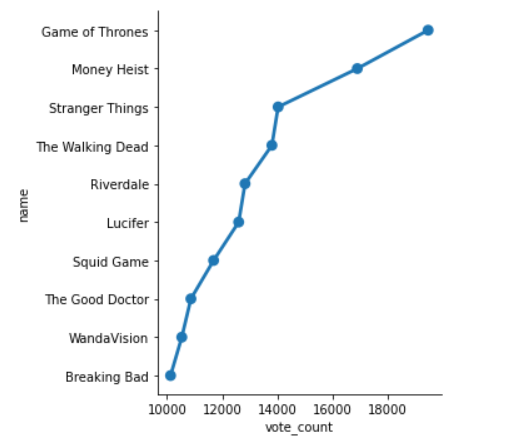 Game of Thrones
Money Heist
Stranger Things
The Walking Dead
Riverdale
Lucifer
Squid Game
The Good Doctor
WandaVision
Breaking Bad
name
10000 12000 14000 16000 18000
vote_count